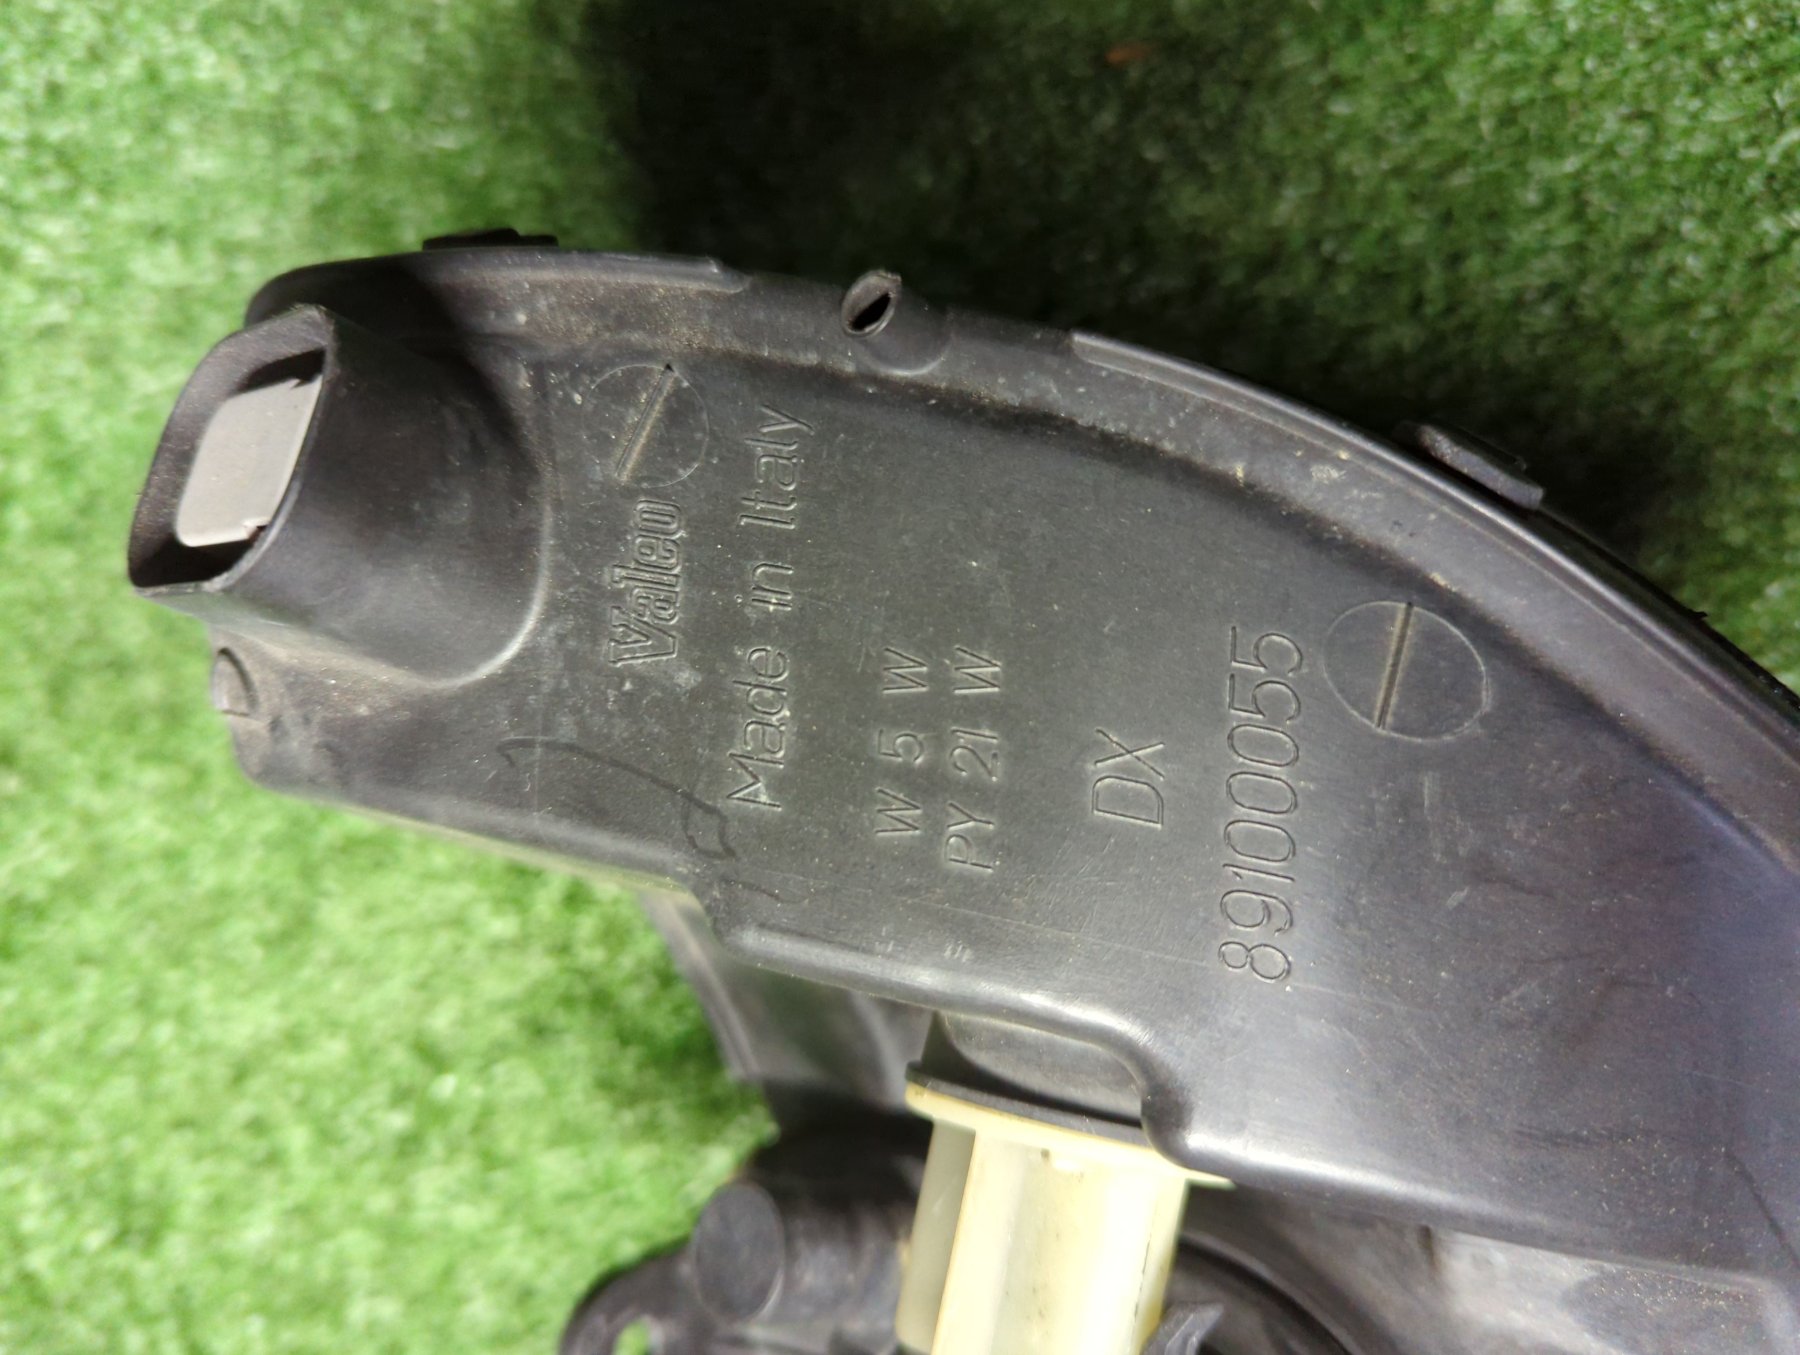 Valeo
Made in Italy
W 5 W
PY 21 W
DX
89100055